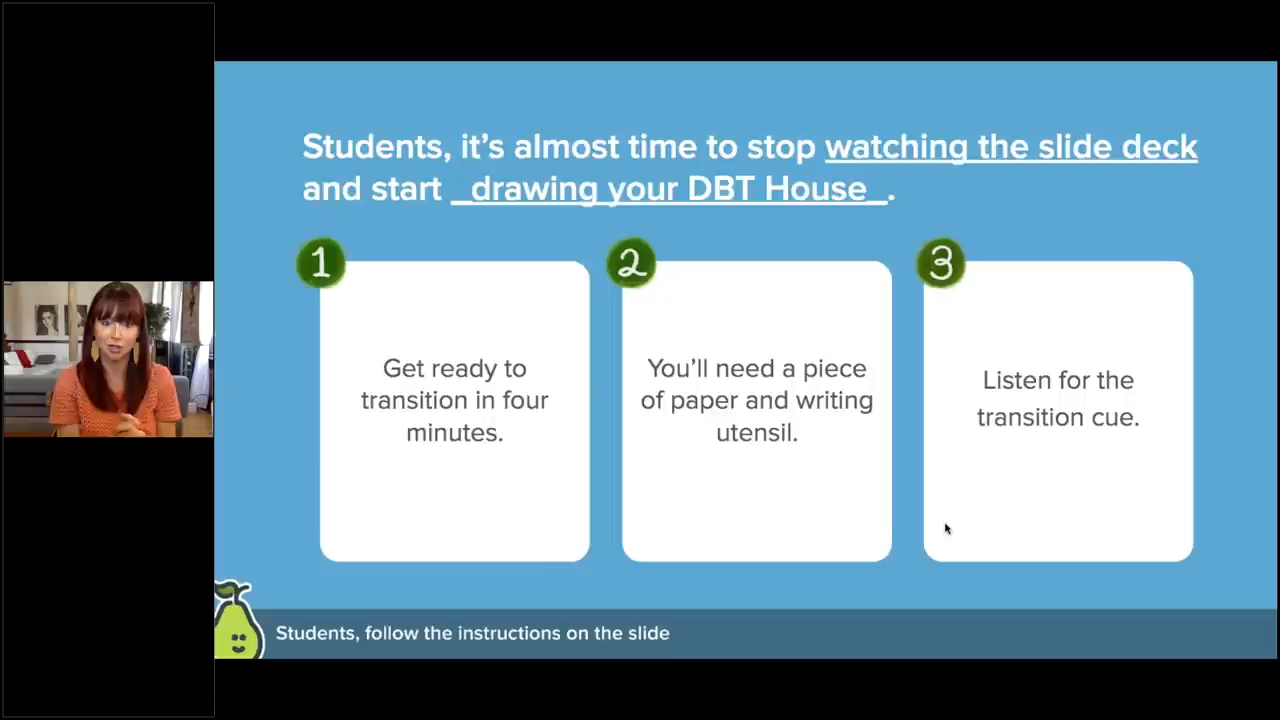 Students, it’s almost time to stop watching the slide deck
and start _drawing your DBT House_.
1
Get ready to
transition in four
minutes.
2
You’ll need a piece
of paper and writing
utensil.
3
Listen for the
transition cue.
Students, follow the instructions on the slide